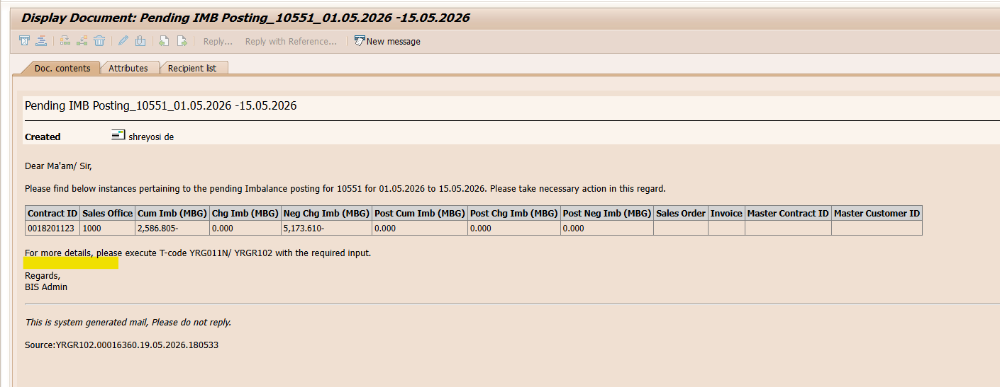 Display Document: Pending IMB Posting_10551_01.05.2026 -15.05.2026
Reply... Reply with Reference... New message
Doc. contents Attributes Recipient list
Pending IMB Posting_10551_01.05.2026 -15.05.2026
Created shreyosi de
Dear Ma'am/ Sir,
Please find below instances pertaining to the pending Imbalance posting for 10551 for 01.05.2026 to 15.05.2026. Please take necessary action in this regard.
Contract ID Sales Office Cum Imb (MBG) Chg Imb (MBG) Neg Chg Imb (MBG) Post Cum Imb (MBG) Post Chg Imb (MBG) Post Neg Imb (MBG) Sales Order Invoice Master Contract ID Master Customer ID
0018201123 1000 2,586.805- 0.000 5,173.610- 0.000 0.000 0.000
For more details, please execute T-code YRG011N/ YRGR102 with the required input.
Regards,
BIS Admin
This is system generated mail, Please do not reply.
Source:YRGR102.00016360.19.05.2026.180533